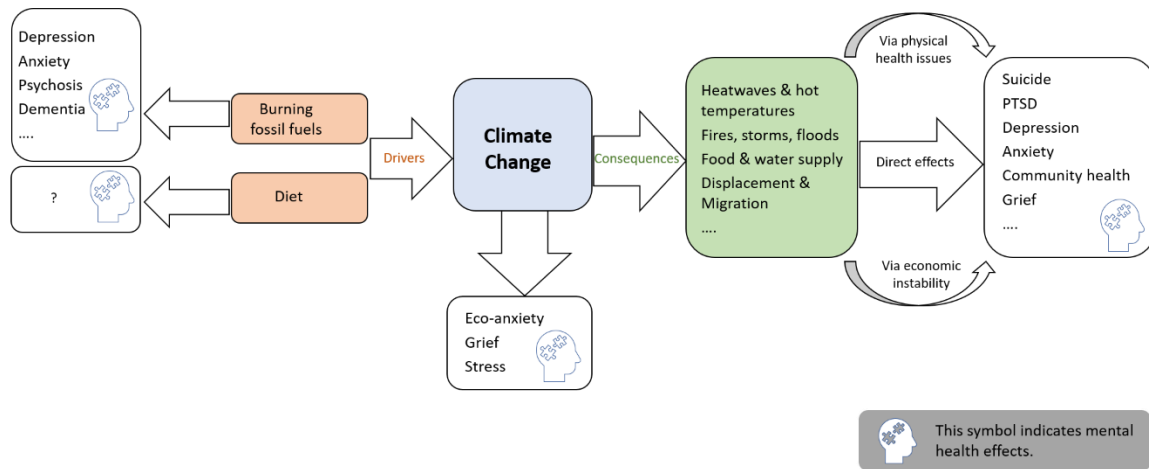 Depression
Anxiety
Psychosis
Dementia
....
?
Burning
fossil fuels
Diet
Drivers
Climate
Change
Consequences
Eco-anxiety
Grief
Stress
Heatwaves & hot
temperatures
Fires, storms, floods
Food & water supply
Displacement &
Migration
....
Via physical
health issues
Direct effects
Via economic
instability
Suicide
PTSD
Depression
Anxiety
Community health
Grief
....
This symbol indicates mental
health effects.